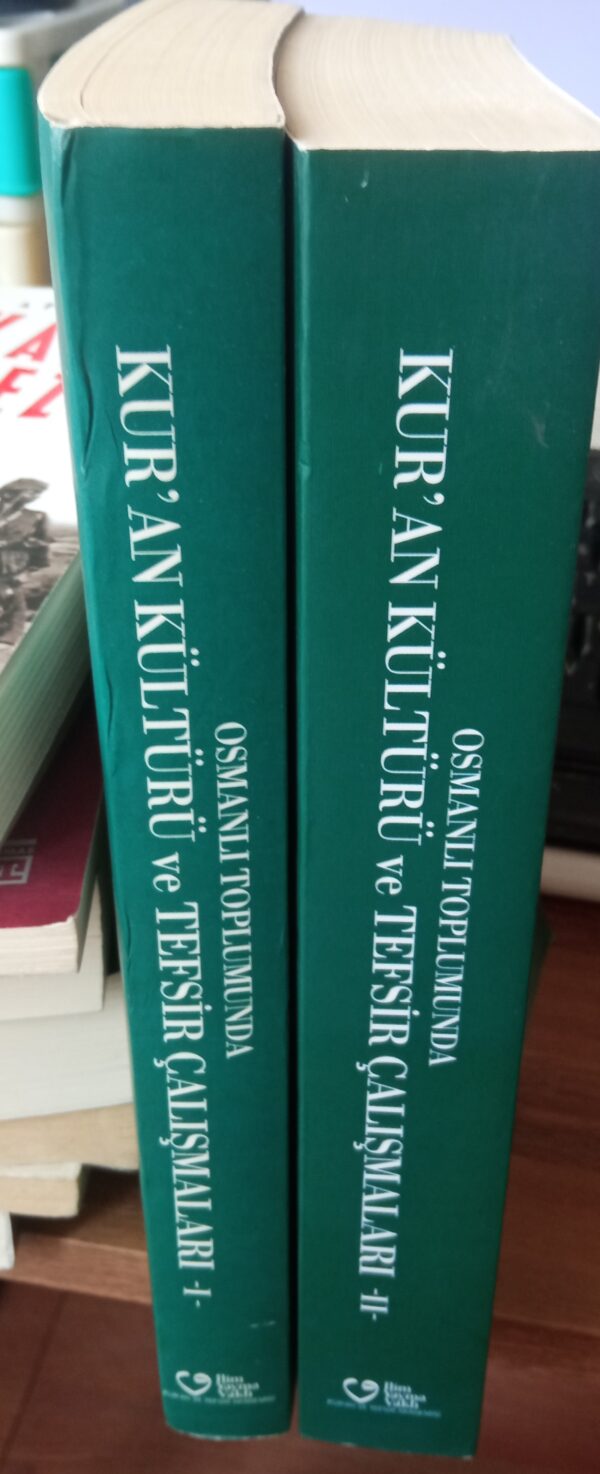 OSMANLI TOPLUMUNDA
KUR'AN KÜLTÜRÜ ve TEFSİR ÇALIŞMALARI -I-
İlim
Yayma
Vakfı
OSMANLI TOPLUMUNDA
KUR'AN KÜLTÜRÜ ve TEFSİR ÇALIŞMALARI -II-
İlim
Yayma
Vakfı